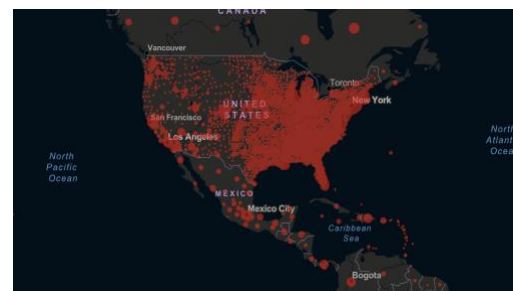 CANADA
Vancouver
Toronto
New York
UNITED
STATES
San Francisco
Los Angeles
North
Pacific
Ocean
North
Atlant
Ocea
MEXICO
Mexico City
Caribbean
Sea
Bogota